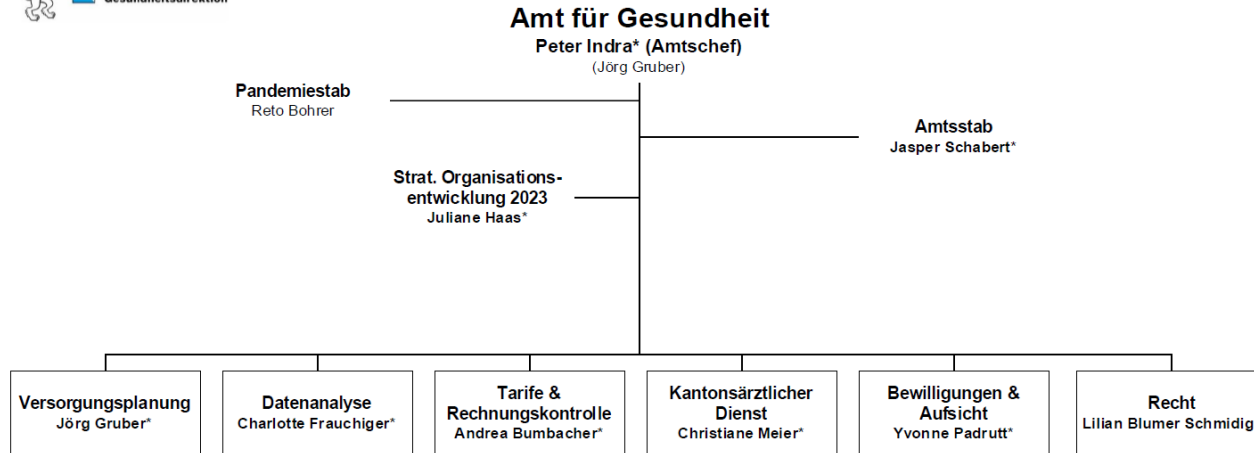 Gesundheitsdirektion
Amt für Gesundheit
Peter Indra* (Amtschef)
(Jörg Gruber)
Pandemiestab
Reto Bohrer
Amtsstab
Jasper Schabert*
Strat. Organisations-
entwicklung 2023
Juliane Haas*
Versorgungsplanung
Jörg Gruber*
Datenanalyse
Charlotte Frauchiger*
Tarife &
Rechnungskontrolle
Andrea Bumbacher*
Kantonsärztlicher
Dienst
Christiane Meier*
Bewilligungen &
Aufsicht
Yvonne Padrutt*
Recht
Lilian Blumer Schmidig